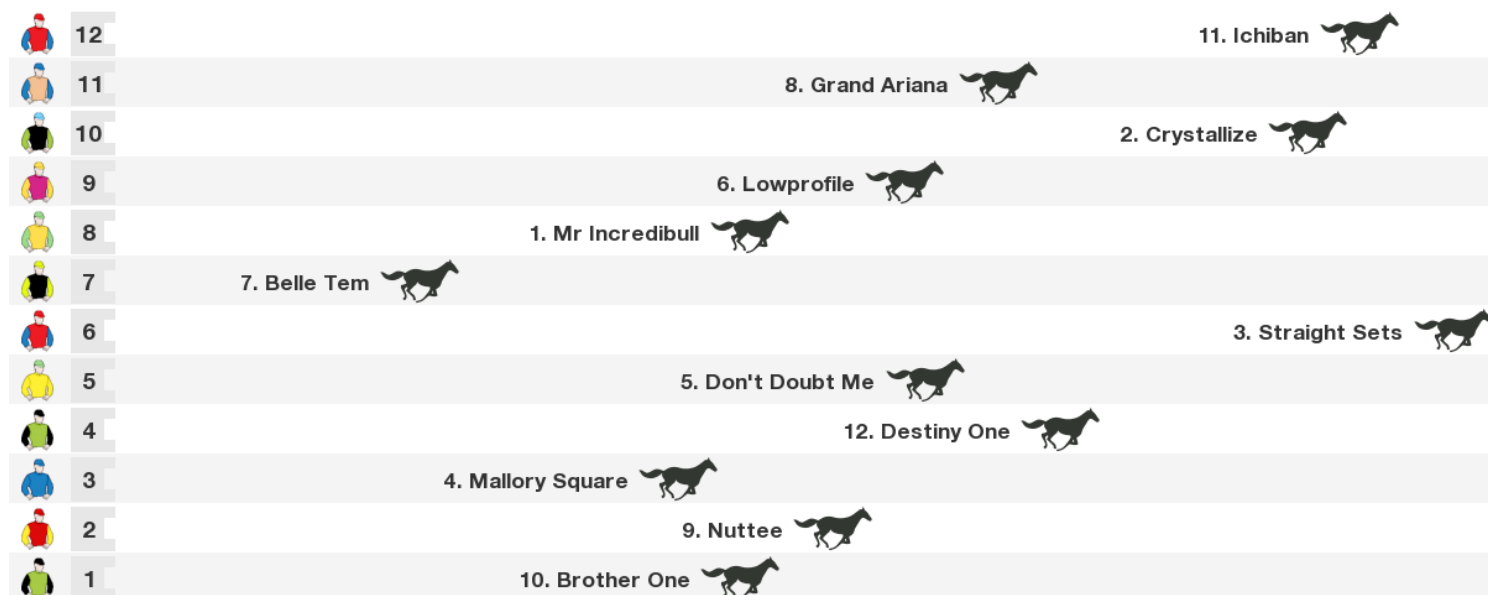 12 11. Ichiban
11 8. Grand Ariana
10 2. Crystallize
9 6. Lowprofile
8 1. Mr Incredibull
7 7. Belle Tem
6 3. Straight Sets
5 5. Don't Doubt Me
4 12. Destiny One
3 4. Mallory Square
2 9. Nuttee
1 10. Brother One